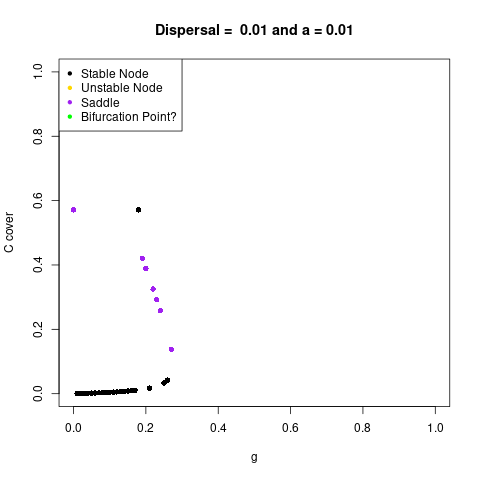 Dispersal =  0.01 and a = 0.01
Stable Node
Unstable Node
Saddle
Bifurcation Point?
C cover
1.0
0.8
0.6
0.4
0.2
0.0
0.0 0.2 0.4 0.6 0.8 1.0
g